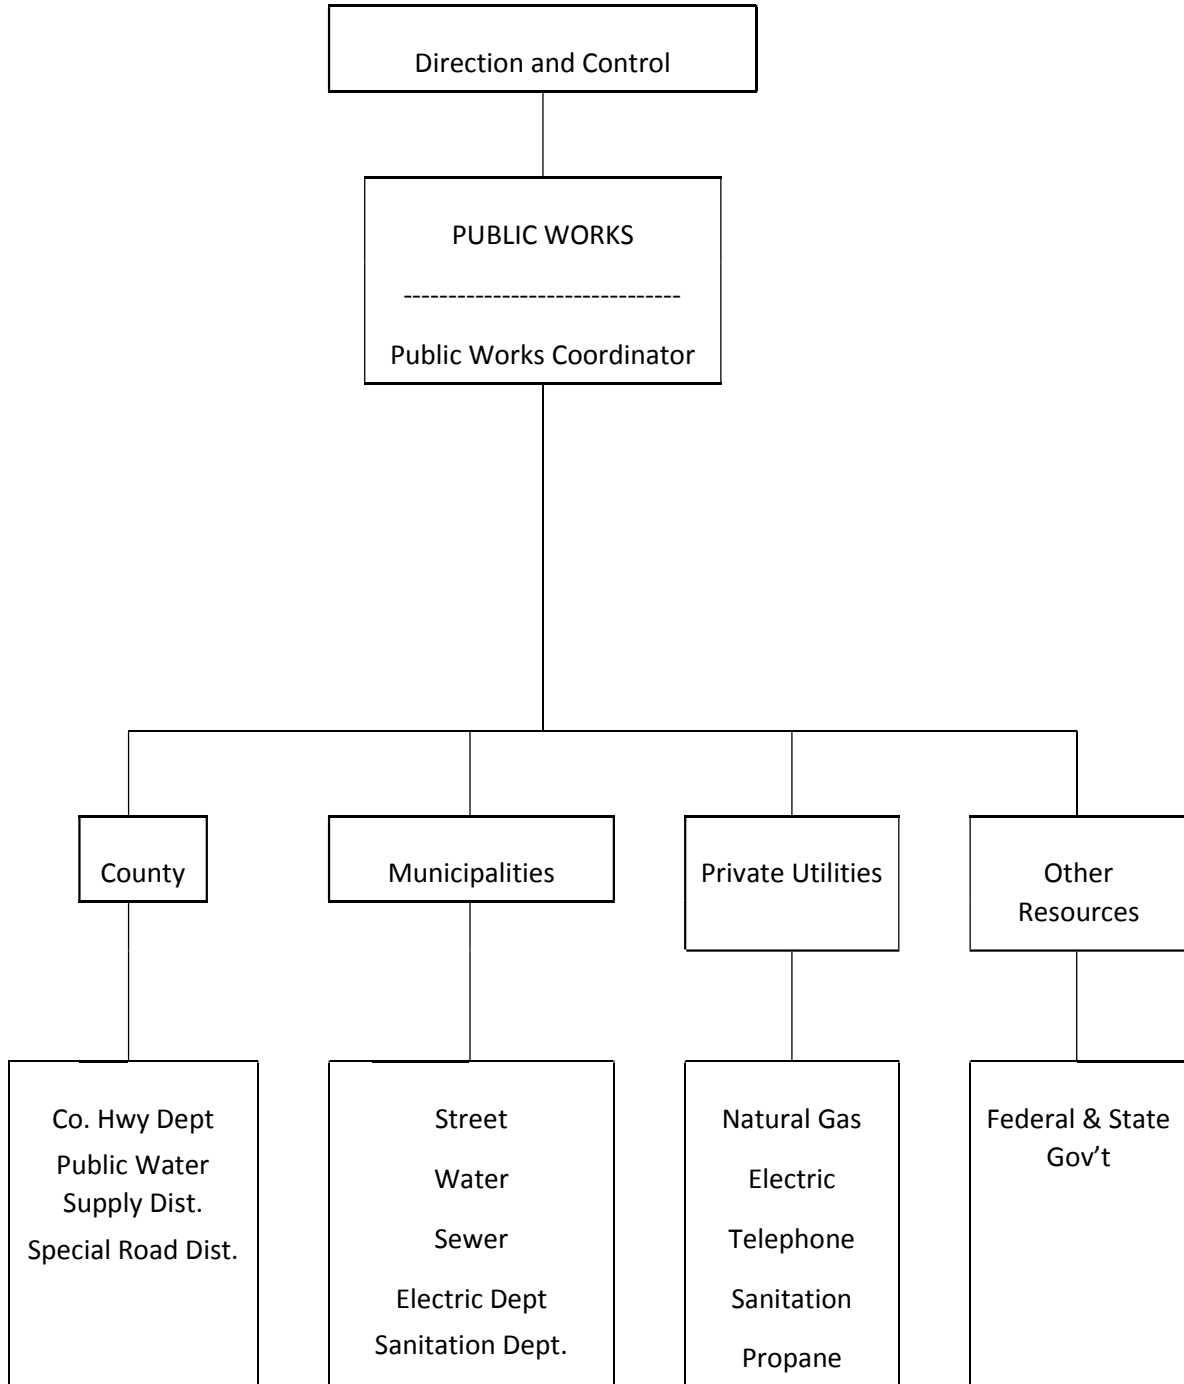 Direction and Control
PUBLIC WORKS
-------------------------------
Public Works Coordinator
County
Municipalities
Private Utilities
Other
Resources
Co. Hwy Dept
Public Water
Supply Dist.
Special Road Dist.
Street
Water
Sewer
Electric Dept
Sanitation Dept.
Natural Gas
Electric
Telephone
Sanitation
Propane
Federal & State
Gov’t